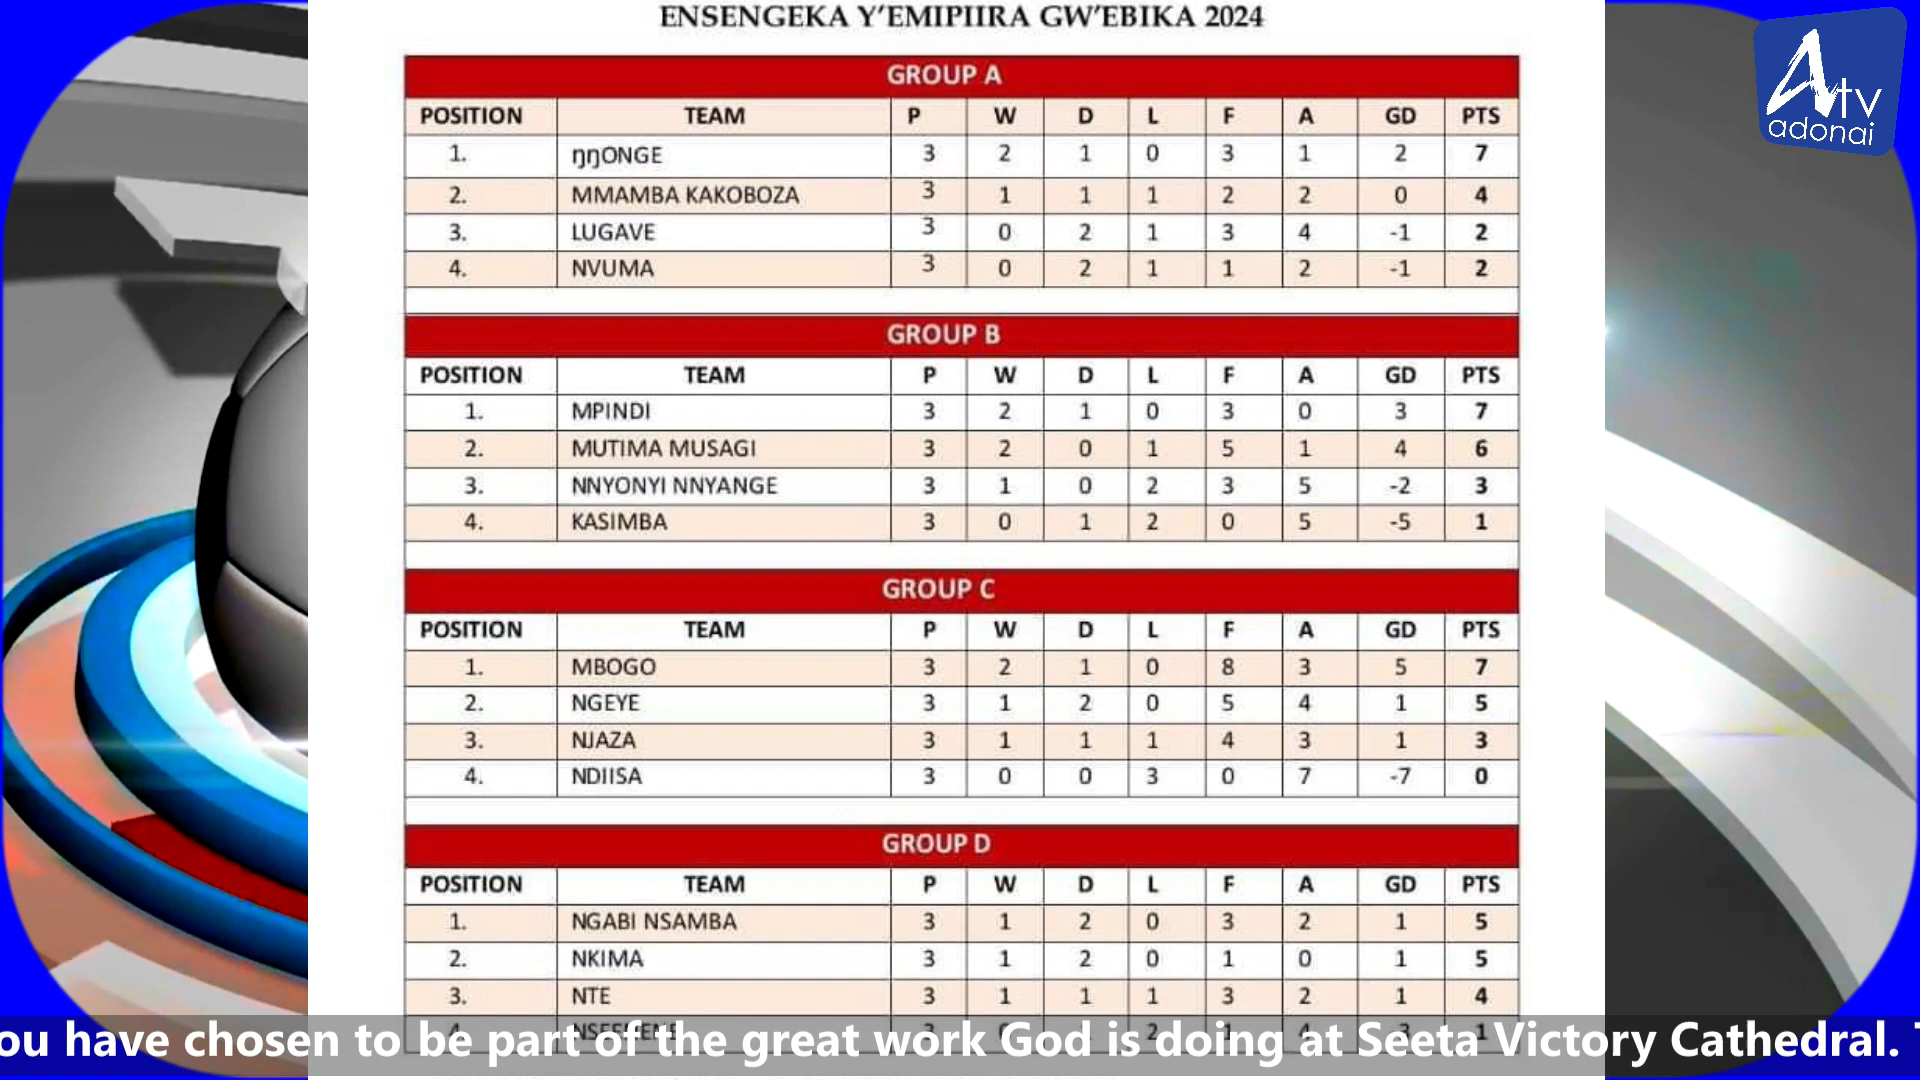 ENSENGEKA Y'EMIPIIRA GW'EBIKA 2024
Atv
adonai
GROUP A
POSITION TEAM P W D L F A GD PTS
1. ŋŋONGE 3 2 1 0 3 1 2 7
2. MMAMBA KAKOBOZA 3 1 1 1 2 2 0 4
3. LUGAVE 3 0 2 1 3 4 -1 2
4. NVUMA 3 0 2 1 1 2 -1 2
GROUP B
POSITION TEAM P W D L F A GD PTS
1. MPINDI 3 2 1 0 3 0 3 7
2. MUTIMA MUSAGI 3 2 0 1 5 1 4 6
3. NNYONYI NNYANGE 3 1 0 2 3 5 -2 3
4. KASIMBA 3 0 1 2 0 5 -5 1
GROUP C
POSITION TEAM P W D L F A GD PTS
1. MBOGO 3 2 1 0 8 3 5 7
2. NGEYE 3 1 2 0 5 4 1 5
3. NJAZA 3 1 1 1 4 3 1 3
4. NDIISA 3 0 0 3 0 7 -7 0
GROUP D
POSITION TEAM P W D L F A GD PTS
1. NGABI NSAMBA 3 1 2 0 3 2 1 5
2. NKIMA 3 1 2 0 1 0 1 5
3. NTE 3 1 1 1 3 2 1 4
ou have chosen to be part of the great work God is doing at Seeta Victory Cathedral.